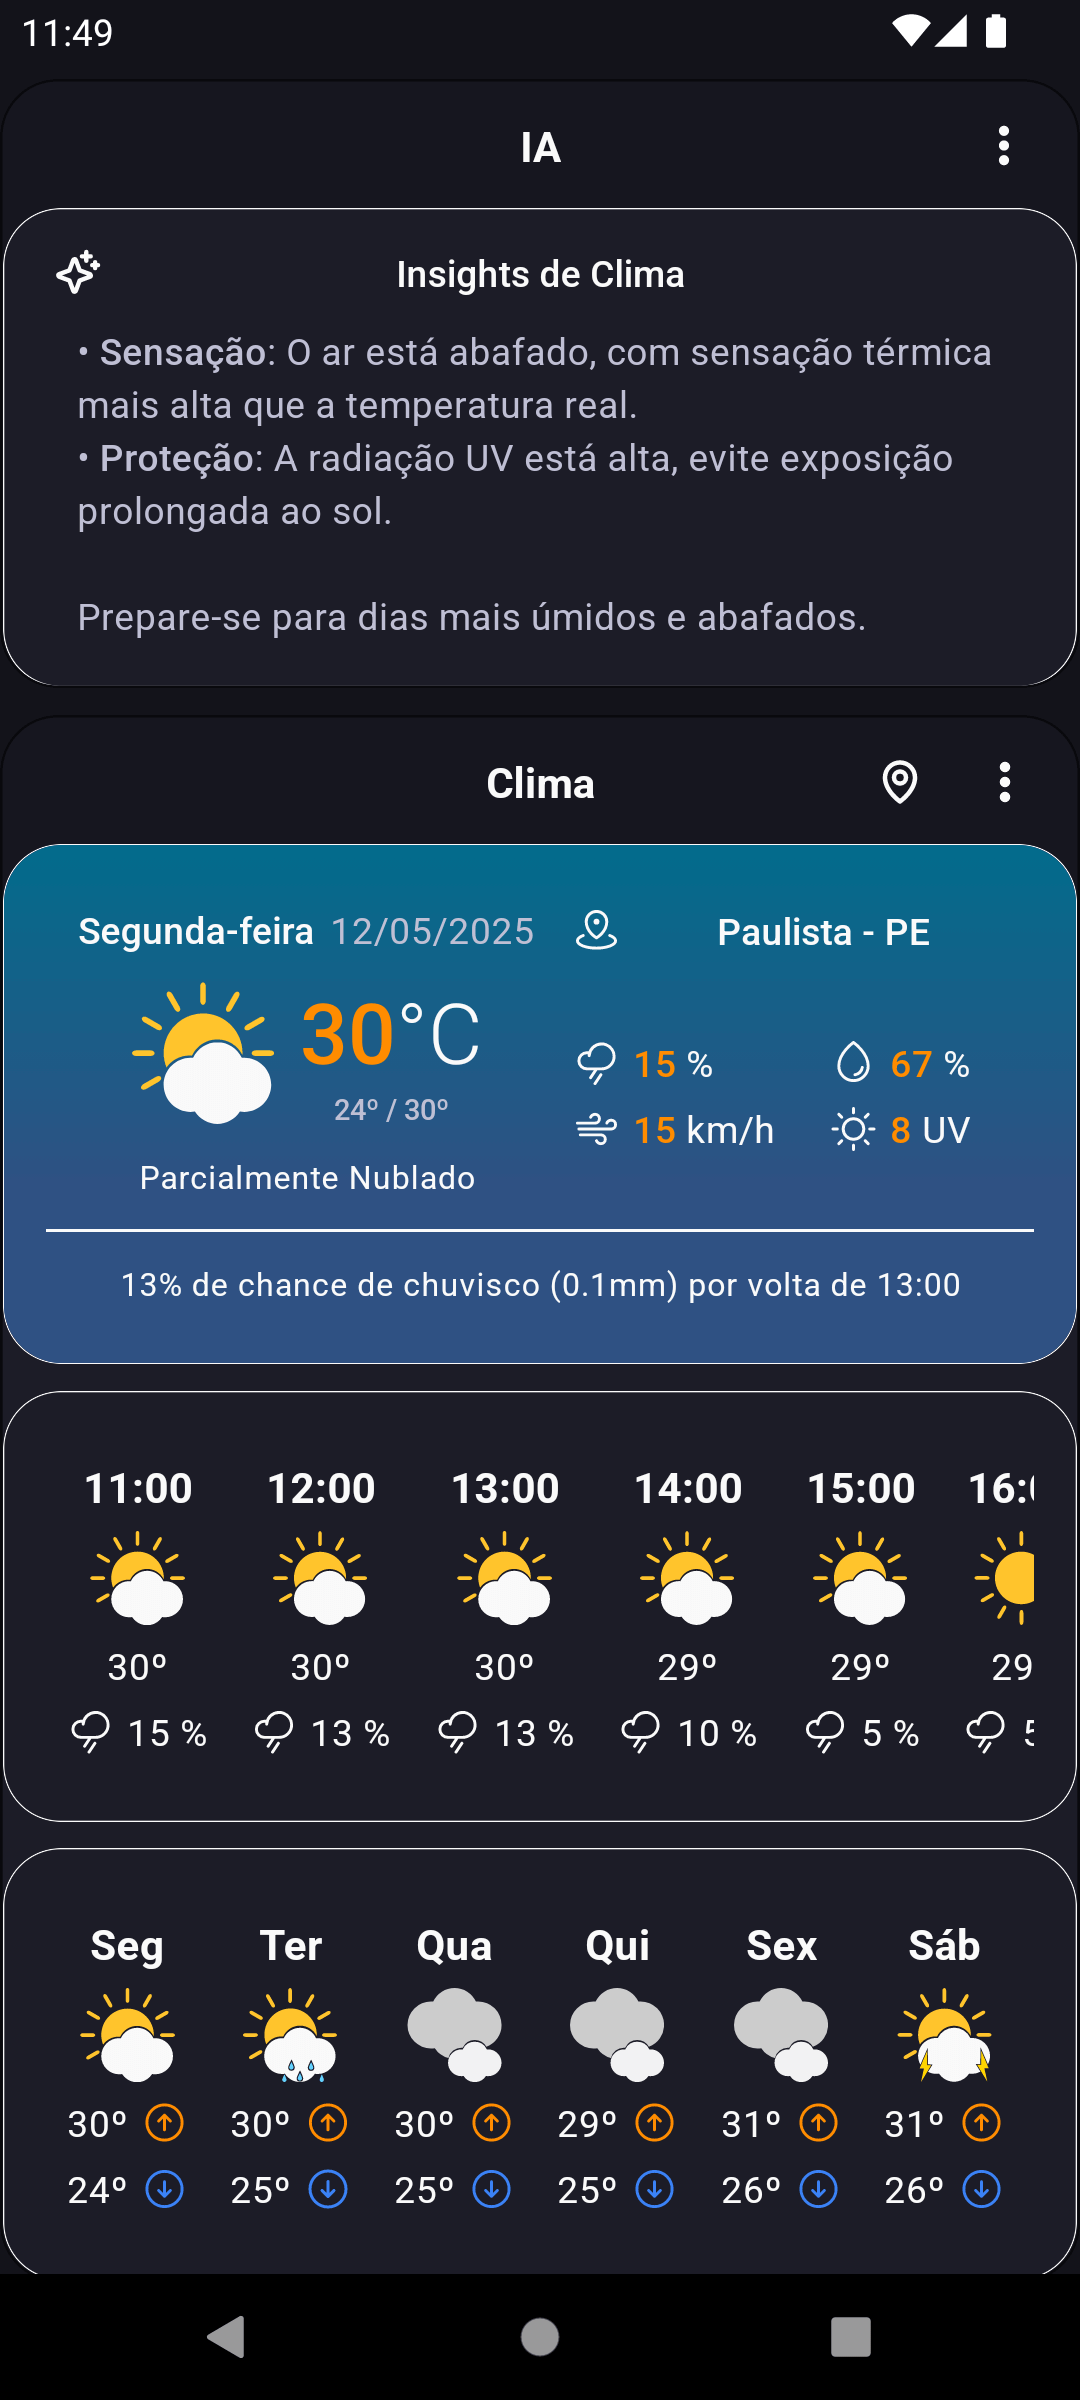 11:49
IA
Insights de Clima
• Sensação: O ar está abafado, com sensação térmica
mais alta que a temperatura real.
• Proteção: A radiação UV está alta, evite exposição
prolongada ao sol.
Prepare-se para dias mais úmidos e abafados.
Clima
Segunda-feira 12/05/2025 Paulista - PE
30°C
24º / 30º
Parcialmente Nublado
15 % 67 %
15 km/h 8 UV
13% de chance de chuvisco (0.1mm) por volta de 13:00
11:00 12:00 13:00 14:00 15:00 16:0
30º 30º 30º 29º 29º 29
15 % 13 % 13 % 10 % 5 % 5
Seg Ter Qua Qui Sex Sáb
30º 30º 30º 29º 31º 31º
24º 25º 25º 25º 26º 26º